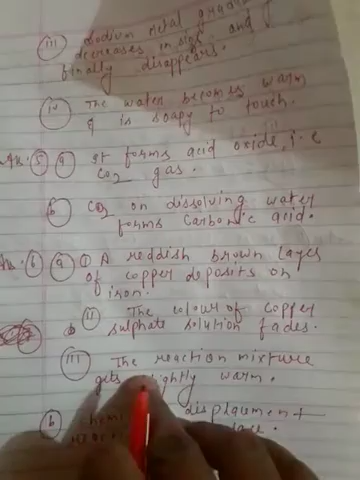 (iii) Sodium metal
decreases in size and
finally disappears.
(iv) The water becomes warm
& is soapy to touch.
Ans. (5) (a) It forms acid oxide, i.e
CO2 gas.
(b) CO2 on dissolving water
forms Carbonic acid.
Ans. (6) (a) (i) A reddish brown layer
of copper deposits on
iron.
(ii) The colour of copper
sulphate solution fades.
(iii) The reaction mixture
gets slightly warm.
(b) displacement